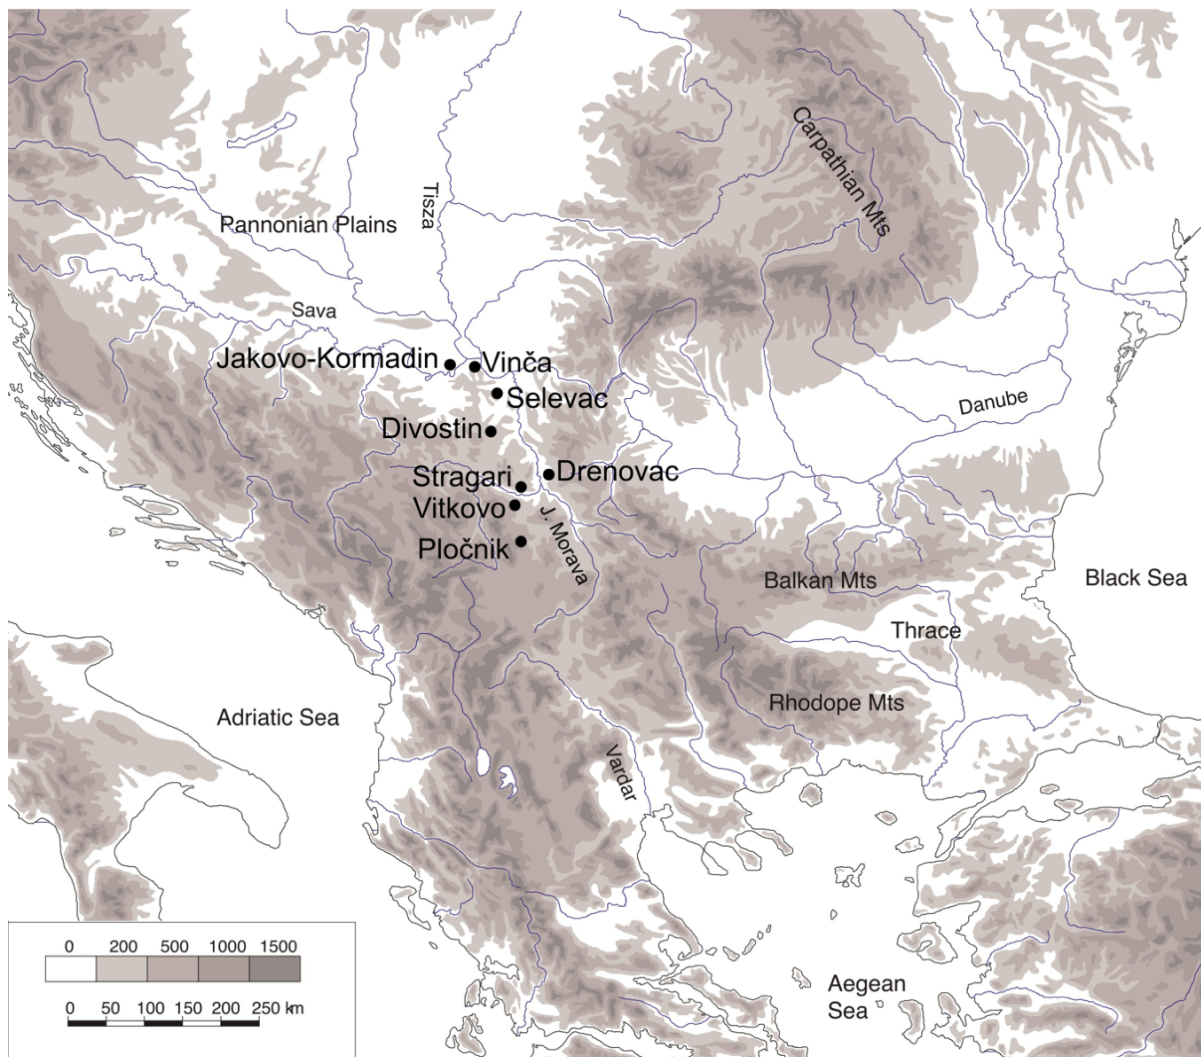 Carpathian Mts
Tisza
Pannonian Plains
Sava
Jakovo-Kormadin
Vinča
Selevac
Danube
Divostin
Drenovac
Stragari
Vitkovo
J. Morava
Pločnik
Balkan Mts
Black Sea
Thrace
Rhodope Mts
Adriatic Sea
Vardar
Aegean
Sea
0 200 500 1000 1500
0 50 100 150 200 250 km